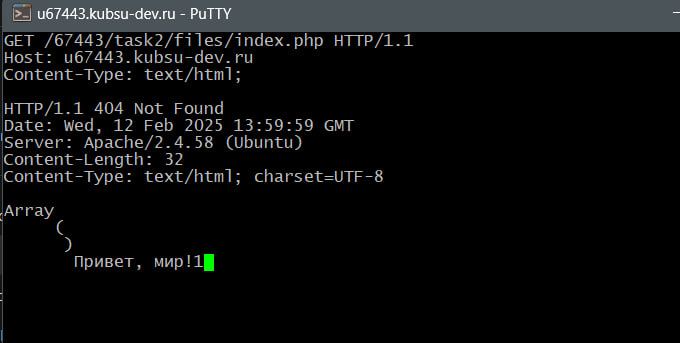 u67443.kubsu-dev.ru - PuTTY
GET /67443/task2/files/index.php HTTP/1.1
Host: u67443.kubsu-dev.ru
Content-Type: text/html;
HTTP/1.1 404 Not Found
Date: Wed, 12 Feb 2025 13:59:59 GMT
Server: Apache/2.4.58 (Ubuntu)
Content-Length: 32
Content-Type: text/html; charset=UTF-8
Array
(
)
Привет, мир!1